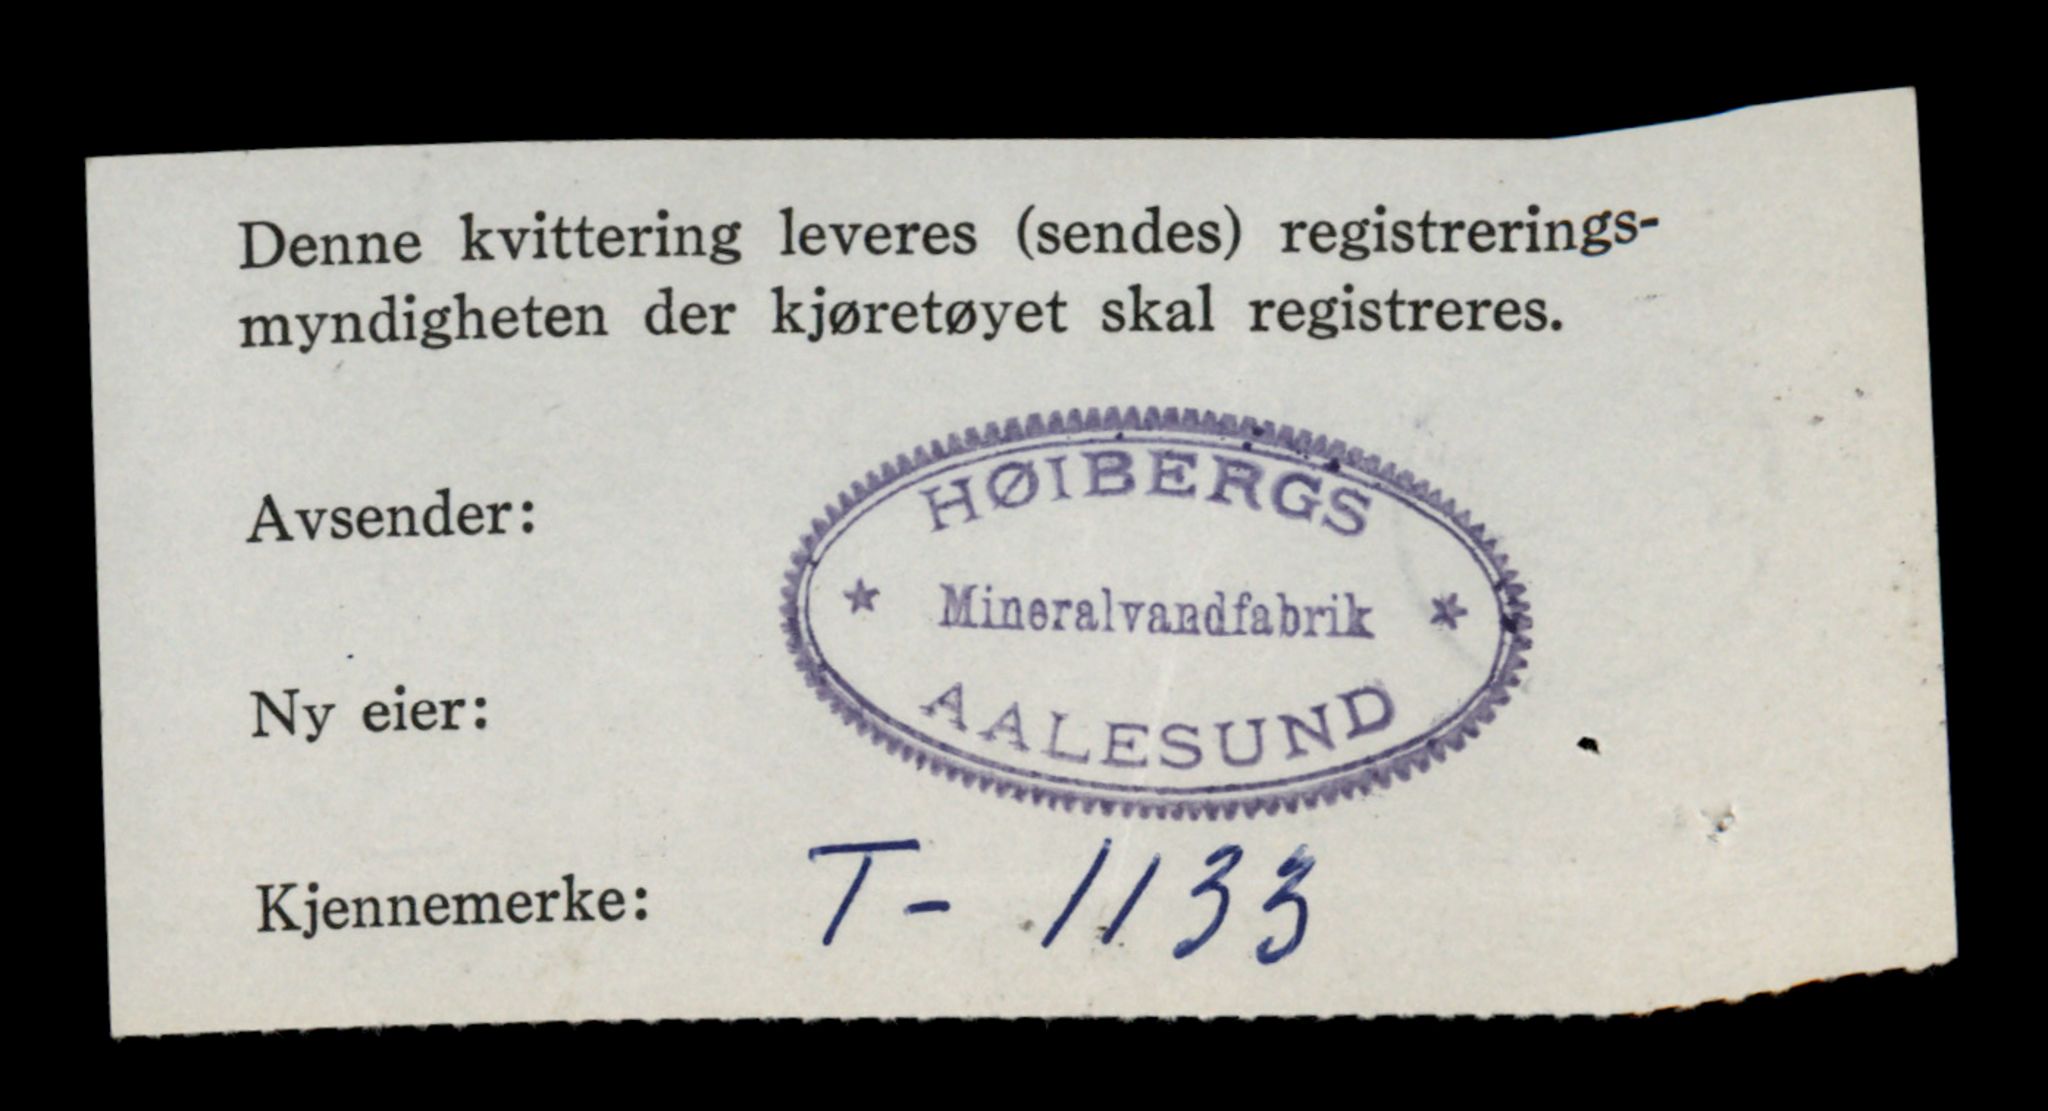 Denne kvittering leveres (sendes) registrerings-
myndigheten der kjøretøyet skal registreres.
Avsender:
HØIBERGS
Mineralvandfabrik
AALESUND
Ny eier:
Kjennemerke: T- 1133